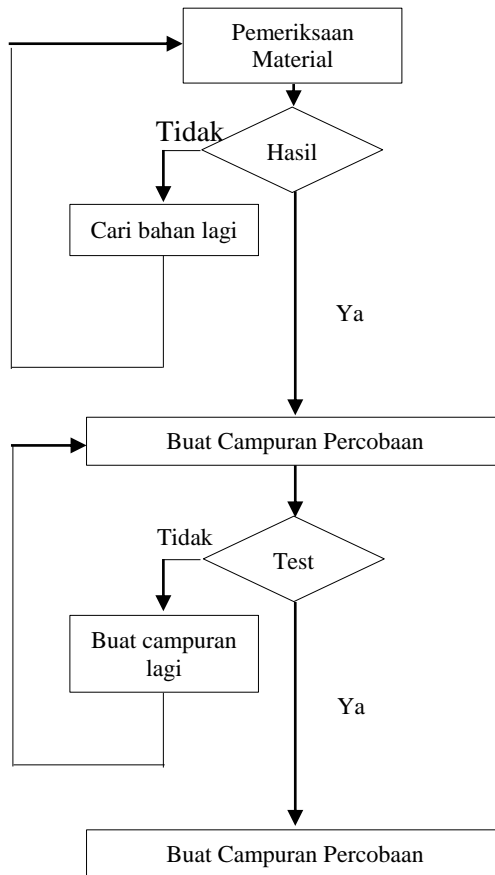 Pemeriksaan
Material
Tidak
Hasil
Cari bahan lagi
Ya
Buat Campuran Percobaan
Tidak
Test
Buat campuran
lagi
Ya
Buat Campuran Percobaan